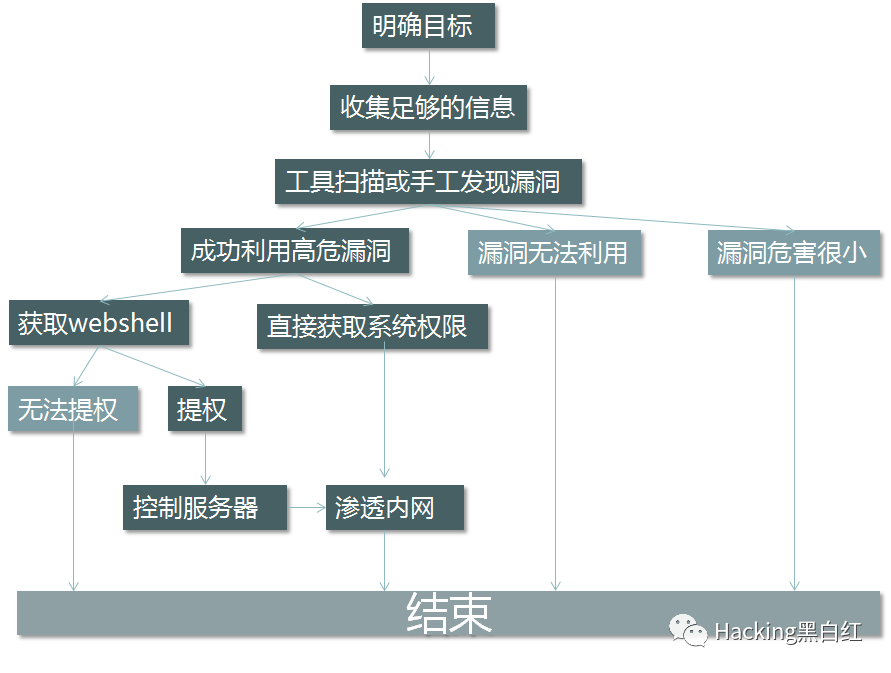 明确目标
收集足够的信息
工具扫描或手工发现漏洞
成功利用高危漏洞
漏洞无法利用
漏洞危害很小
获取webshell
直接获取系统权限
无法提权
提权
控制服务器
渗透内网
结束
Hacking黑白红